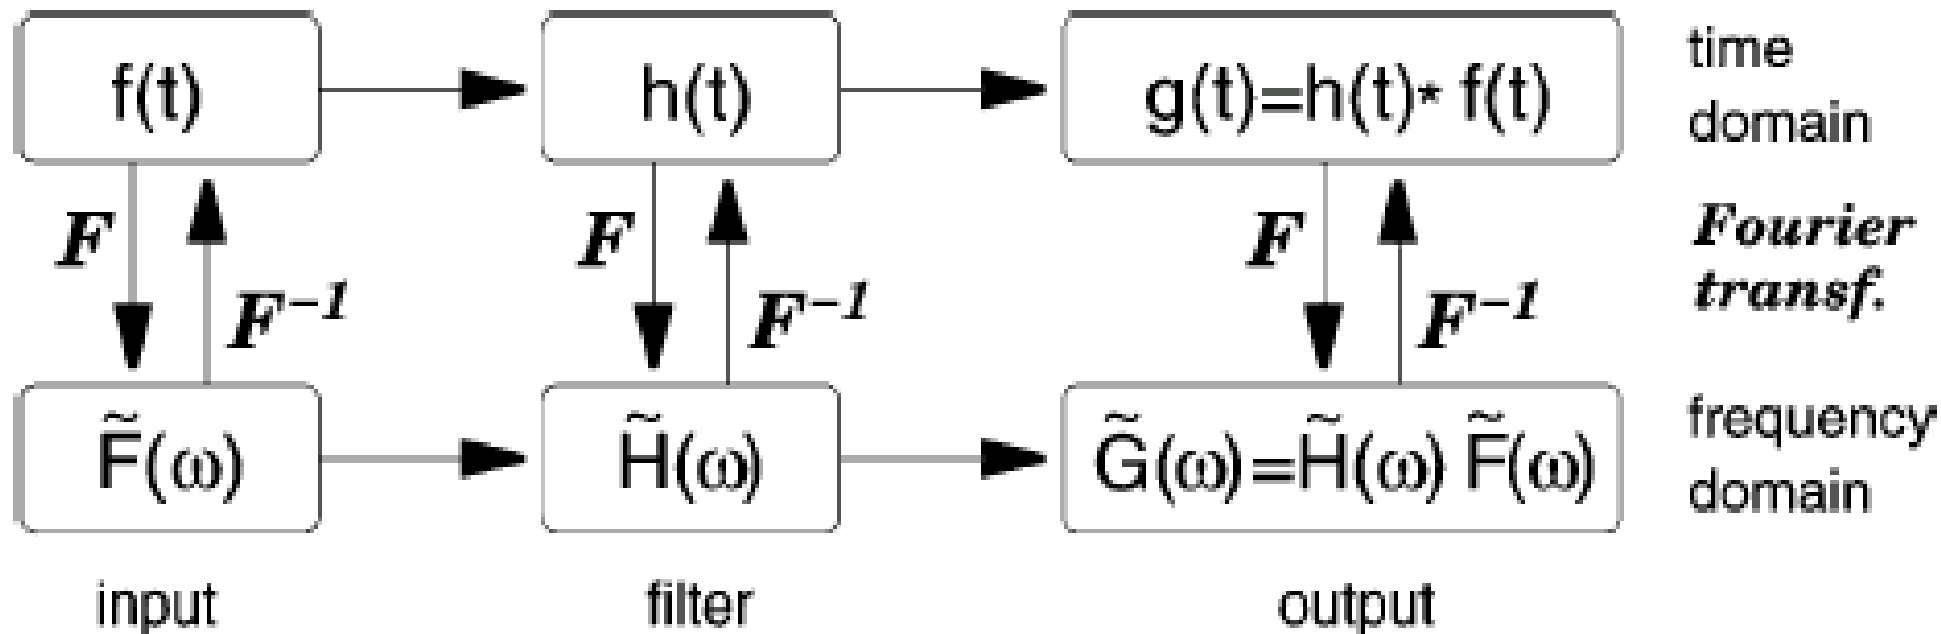 f(t) h(t) g(t)=h(t)* f(t) time
domain
F F F Fourier
F⁻¹ F⁻¹ F⁻¹ transf.
F̃(ω) H̃(ω) G̃(ω)=H̃(ω) F̃(ω) frequency
domain
input filter output